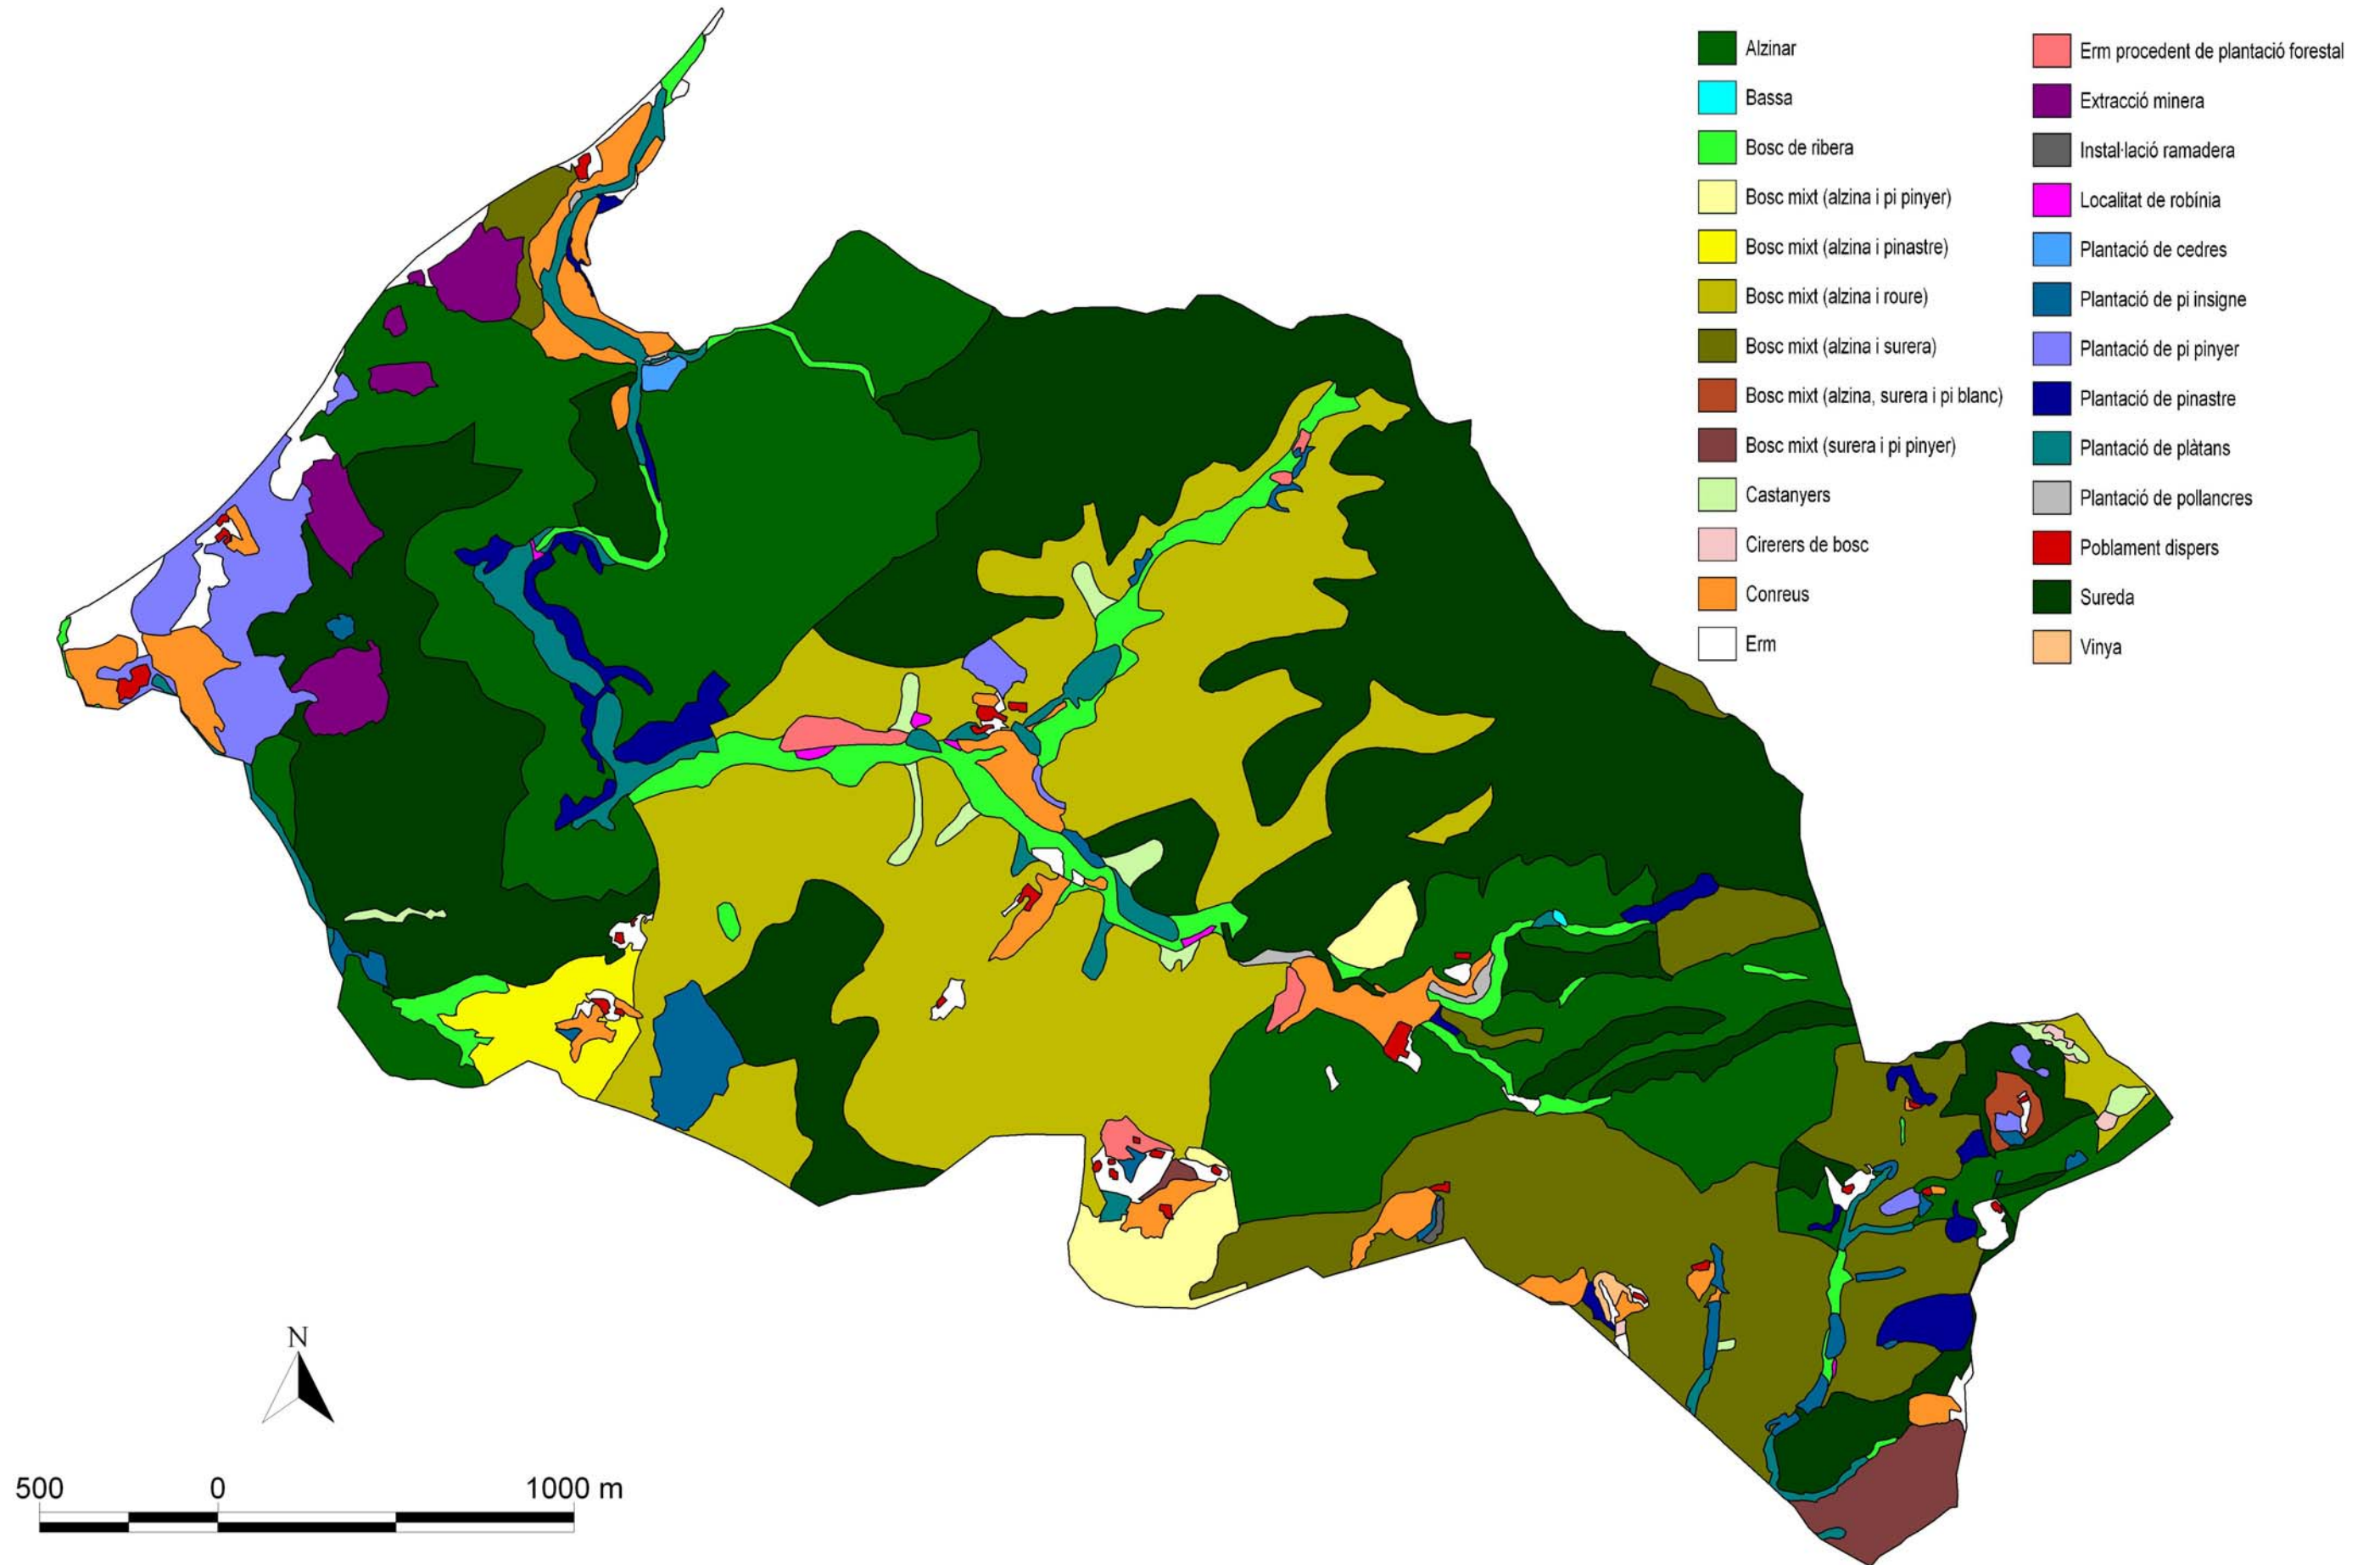 Alzinar
Bassa
Bosc de ribera
Bosc mixt (alzina i pi pinyer)
Bosc mixt (alzina i pinastre)
Bosc mixt (alzina i roure)
Bosc mixt (alzina i surera)
Bosc mixt (alzina, surera i pi blanc)
Bosc mixt (surera i pi pinyer)
Castanyers
Cirerers de bosc
Conreus
Erm
Erm procedent de plantació forestal
Extracció minera
Instal·lació ramadera
Localitat de robínia
Plantació de cedres
Plantació de pi insigne
Plantació de pi pinyer
Plantació de pinastre
Plantació de plàtans
Plantació de pollancres
Poblament dispers
Sureda
Vinya
N
500 0 1000 m